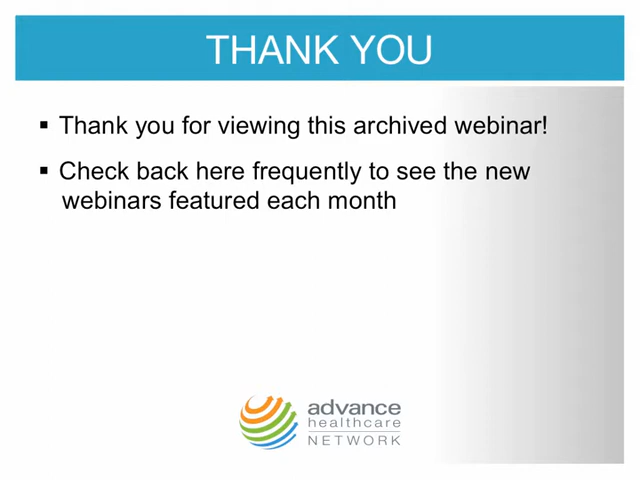 THANK YOU
▪ Thank you for viewing this archived webinar!
▪ Check back here frequently to see the new
webinars featured each month
advance
healthcare
NETWORK